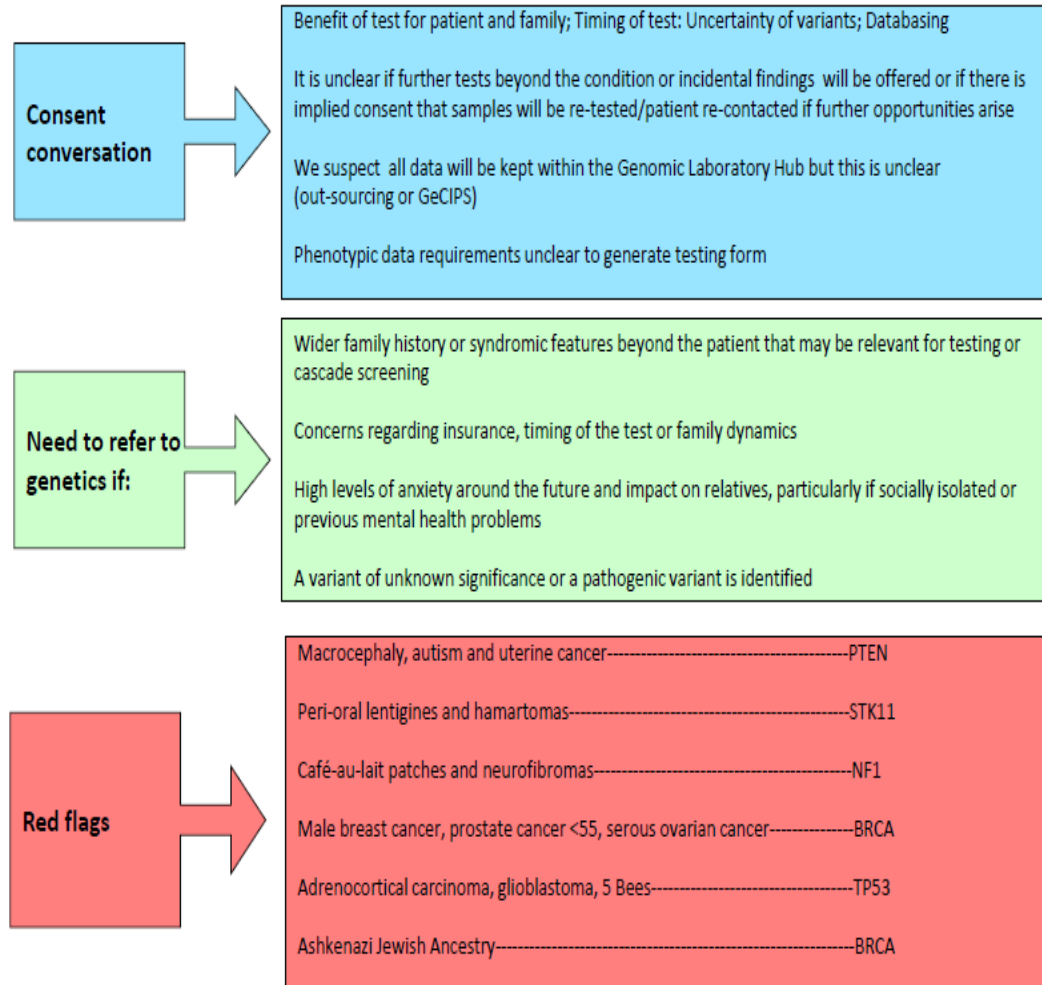 Consent
conversation
Benefit of test for patient and family; Timing of test: Uncertainty of variants; Databasing
It is unclear if further tests beyond the condition or incidental findings  will be offered or if there is
implied consent that samples will be re-tested/patient re-contacted if further opportunities arise
We suspect  all data will be kept within the Genomic Laboratory Hub but this is unclear
(out-sourcing or GeCIPS)
Phenotypic data requirements unclear to generate testing form
Need to refer to
genetics if:
Wider family history or syndromic features beyond the patient that may be relevant for testing or
cascade screening
Concerns regarding insurance, timing of the test or family dynamics
High levels of anxiety around the future and impact on relatives, particularly if socially isolated or
previous mental health problems
A variant of unknown significance or a pathogenic variant is identified
Red flags
Macrocephaly, autism and uterine cancer--------------------------------------------PTEN
Peri-oral lentigines and hamartomas--------------------------------------------------STK11
Café-au-lait patches and neurofibromas----------------------------------------------NF1
Male breast cancer, prostate cancer <55, serous ovarian cancer---------------BRCA
Adrenocortical carcinoma, glioblastoma, 5 Bees------------------------------------TP53
Ashkenazi Jewish Ancestry----------------------------------------------------------------BRCA